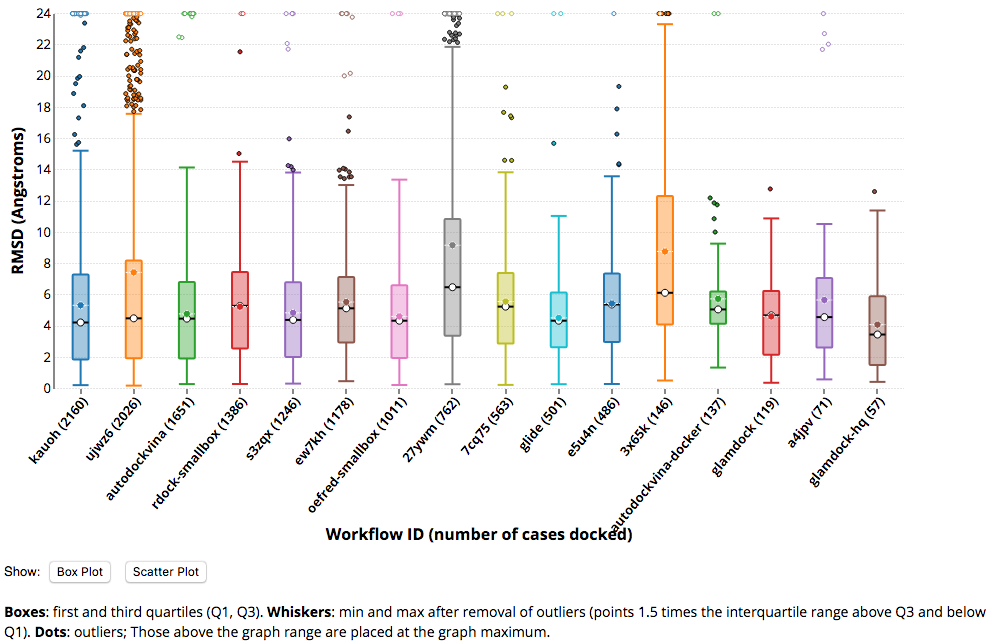 24
22
20
18
16
14
12
10
8
6
4
2
0
RMSD (Angstroms)
kauoh (2160)
ujwz6 (2026)
autodockvina (1651)
rdock-smallbox (1386)
s3zqx (1246)
ew7kh (1178)
oefred-smallbox (1011)
27ywm (762)
7cq75 (563)
glide (501)
e5u4n (486)
3x65k (146)
autodockvina-docker (137)
glamdock (119)
a4jpv (71)
glamdock-hq (57)
Workflow ID (number of cases docked)
Show: Box Plot Scatter Plot
Boxes: first and third quartiles (Q1, Q3). Whiskers: min and max after removal of outliers (points 1.5 times the interquartile range above Q3 and below
Q1). Dots: outliers; Those above the graph range are placed at the graph maximum.